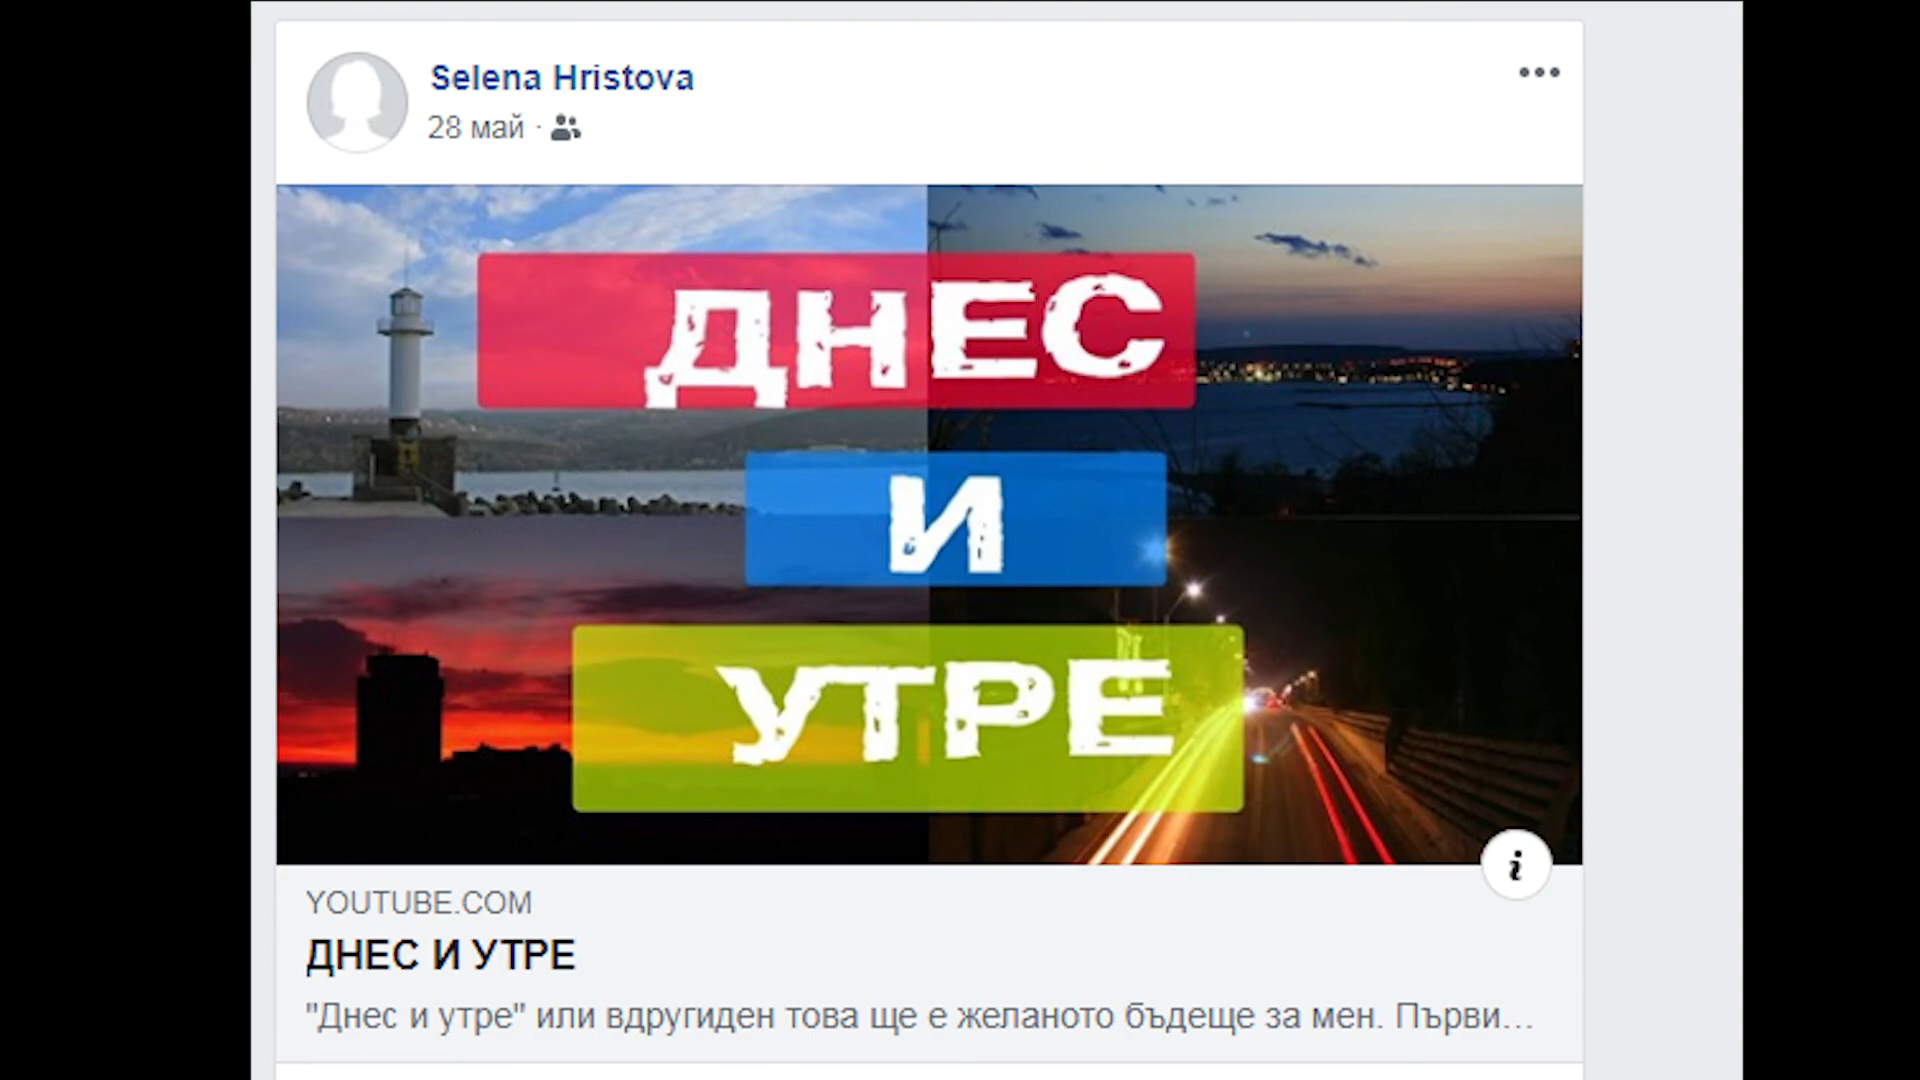 Selena Hristova
28 май ·
ДНЕС
И
УТРЕ
YOUTUBE.COM
ДНЕС И УТРЕ
"Днес и утре" или вдругиден това ще е желаното бъдеще за мен. Първи...